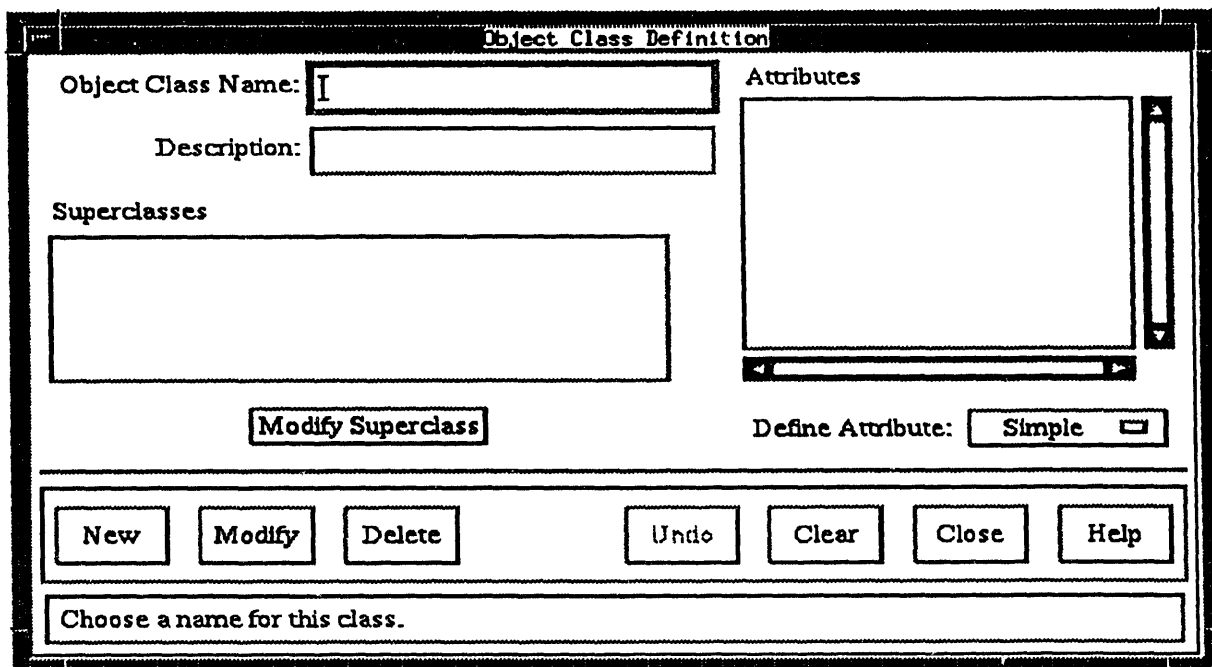 Object Class Definition
Object Class Name:
Description:
Superclasses
Modify Superclass
Attributes
Define Attribute: Simple
New Modify Delete Undo Clear Close Help
Choose a name for this class.